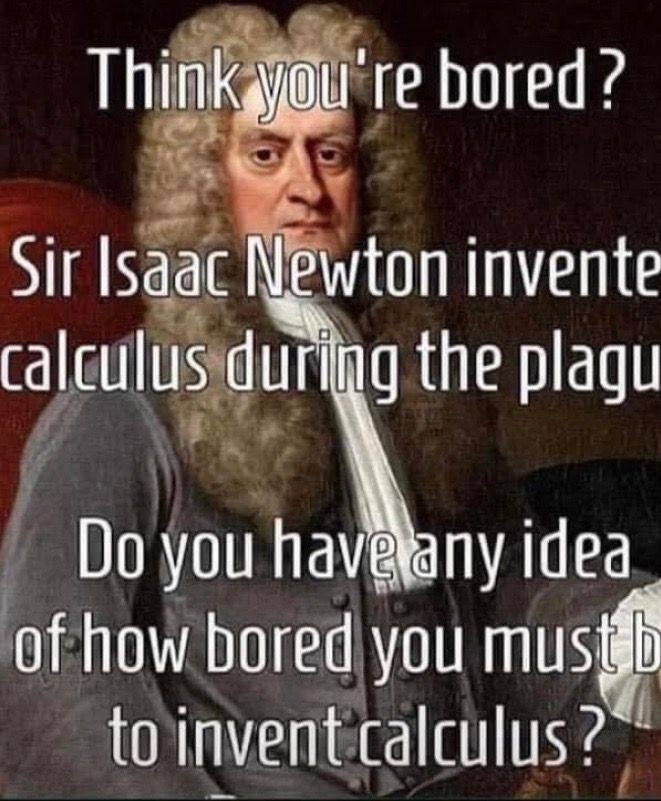 Think you're bored?
Sir Isaac Newton invente
calculus during the plagu
Do you have any idea
of how bored you must b
to invent calculus?